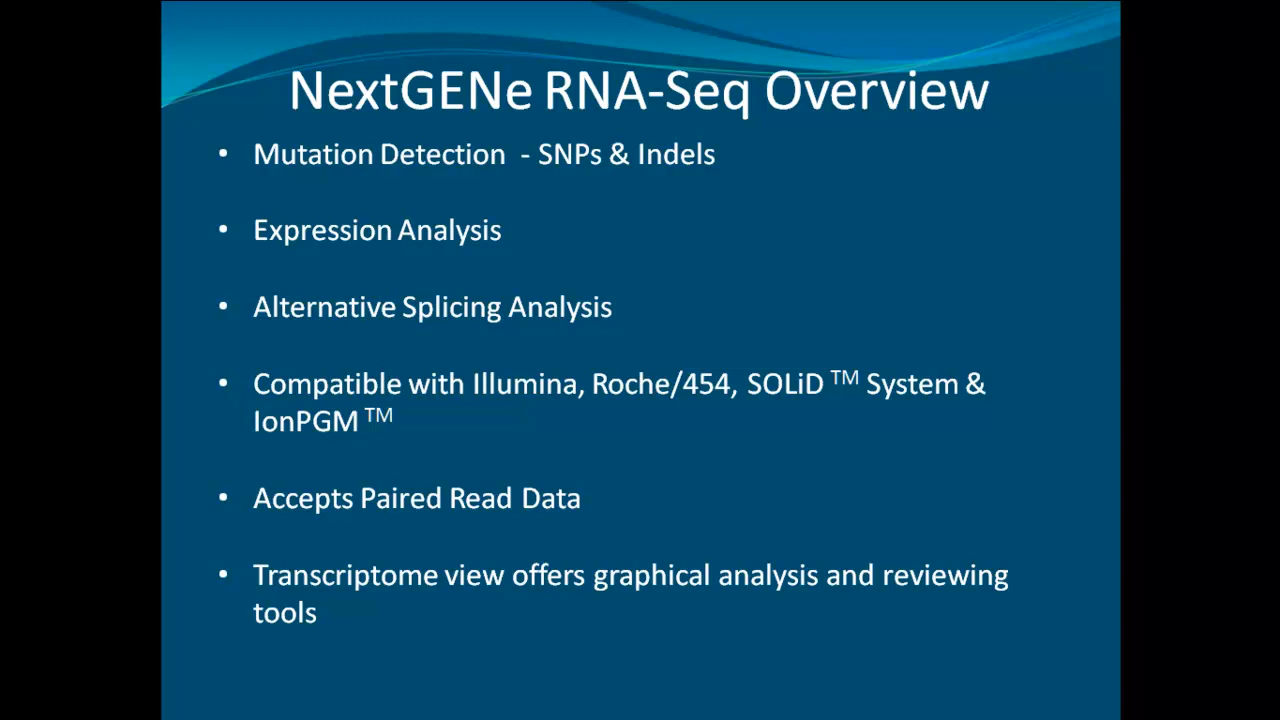 NextGENe RNA-Seq Overview
• Mutation Detection - SNPs & Indels
• Expression Analysis
• Alternative Splicing Analysis
• Compatible with Illumina, Roche/454, SOLiD TM System &
IonPGM TM
• Accepts Paired Read Data
• Transcriptome view offers graphical analysis and reviewing
tools